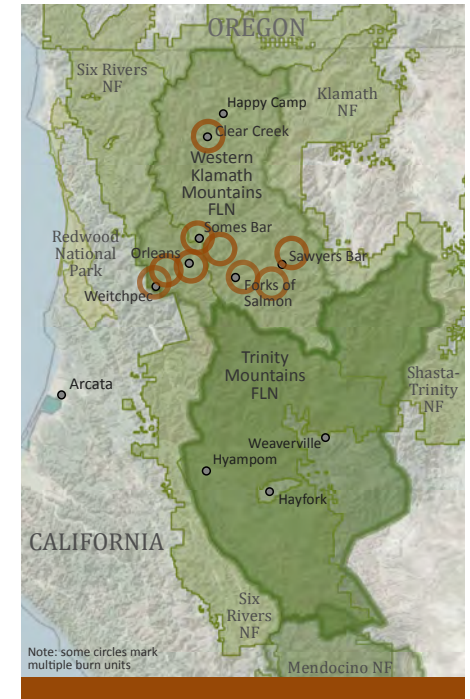 OREGON
Six Rivers
NF
Happy Camp
Klamath
NF
Clear Creek
Western
Klamath
Mountains
FLN
Somes Bar
Redwood
National
Park
Orleans
Sawyers Bar
Weitchpec
Forks of
Salmon
Trinity
Mountains
FLN
Shasta-
Trinity
NF
Arcata
Weaverville
Hyampom
Hayfork
CALIFORNIA
Six
Rivers
NF
Note: some circles mark
multiple burn units
Mendocino NF